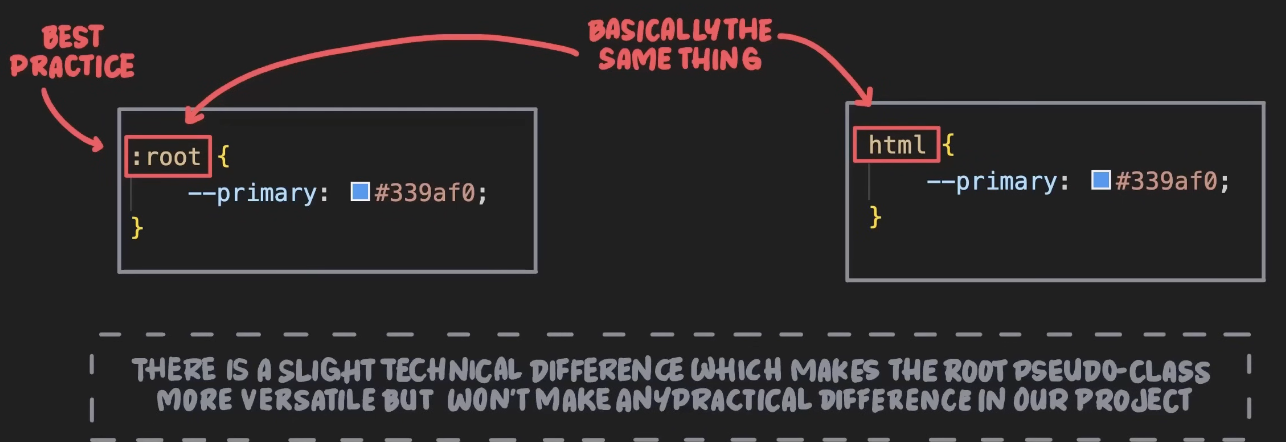 BEST
PRACTICE
BASICALLY THE
SAME THING
:root {
--primary: #339af0;
}
html {
--primary: #339af0;
}
THERE IS A SLIGHT TECHNICAL DIFFERENCE WHICH MAKES THE ROOT PSEUDO-CLASS
MORE VERSATILE BUT WON'T MAKE ANY PRACTICAL DIFFERENCE IN OUR PROJECT